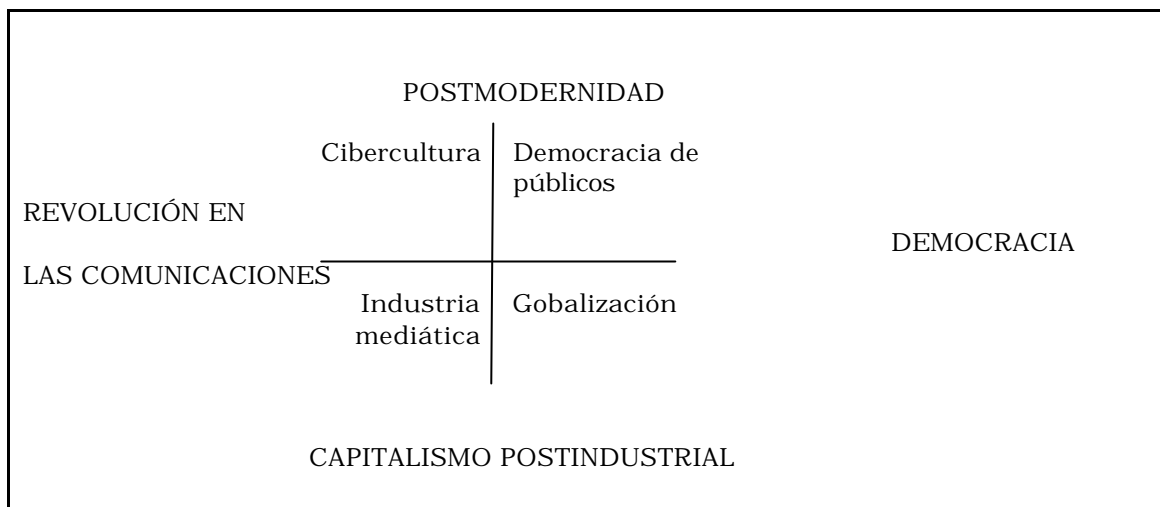 POSTMODERNIDAD
Cibercultura
Democracia de
públicos
REVOLUCIÓN EN
DEMOCRACIA
LAS COMUNICACIONES
Industria
mediática
Gobalización
CAPITALISMO POSTINDUSTRIAL